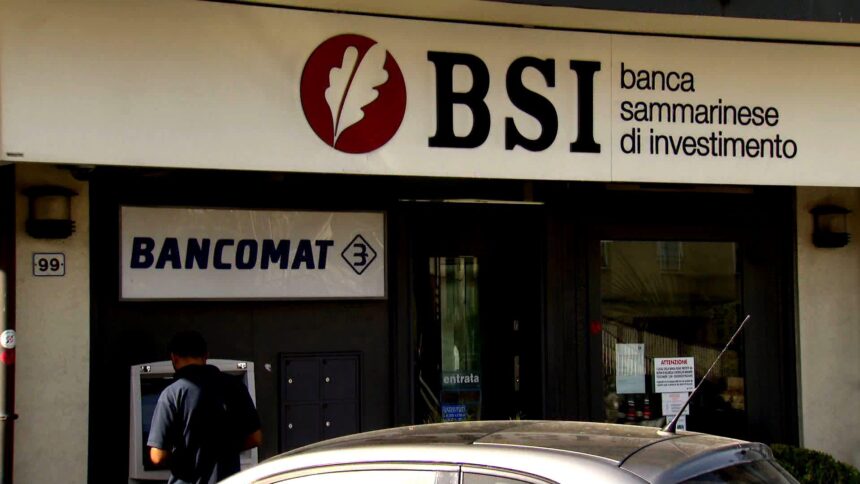 BSI
banca
sammarinese
di investimento
BANCOMAT
99
entrata
ATTENZIONE